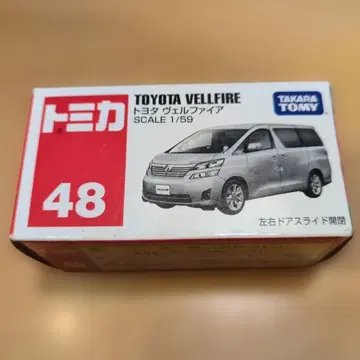 トミカ
48
TOYOTA VELLFIRE
トヨタ ヴェルファイア
SCALE 1/59
TAKARA
TOMY
左右ドアスライド開閉